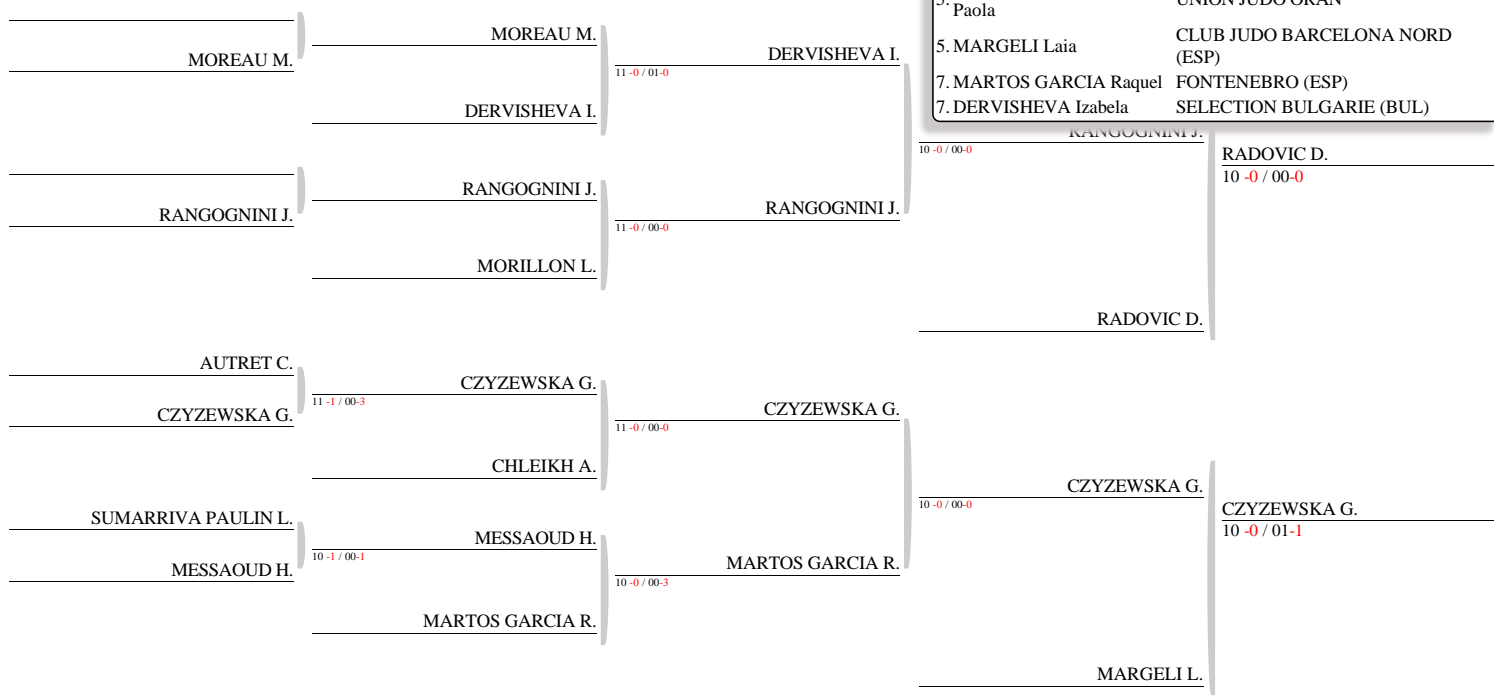 5. Paola UNION JUDO ORAN
5. MARGELI Laia CLUB JUDO BARCELONA NORD (ESP)
7. MARTOS GARCIA Raquel FONTENEBRO (ESP)
7. DERVISHEVA Izabela SELECTION BULGARIE (BUL)
MOREAU M.
RANGOGNINI J.
AUTRET C.
CZYZEWSKA G.
SUMARRIVA PAULIN L.
MESSAOUD H.
MOREAU M.
DERVISHEVA I.
RANGOGNINI J.
MORILLON L.
CZYZEWSKA G.
11 -1 / 00-3
CHLEIKH A.
MESSAOUD H.
10 -1 / 00-1
MARTOS GARCIA R.
DERVISHEVA I.
11 -0 / 01-0
RANGOGNINI J.
11 -0 / 00-0
CZYZEWSKA G.
11 -0 / 00-0
MARTOS GARCIA R.
10 -0 / 00-3
RANGOGNINI J.
10 -0 / 00-0
RADOVIC D.
CZYZEWSKA G.
10 -0 / 00-0
MARGELI L.
RADOVIC D.
10 -0 / 00-0
CZYZEWSKA G.
10 -0 / 01-1